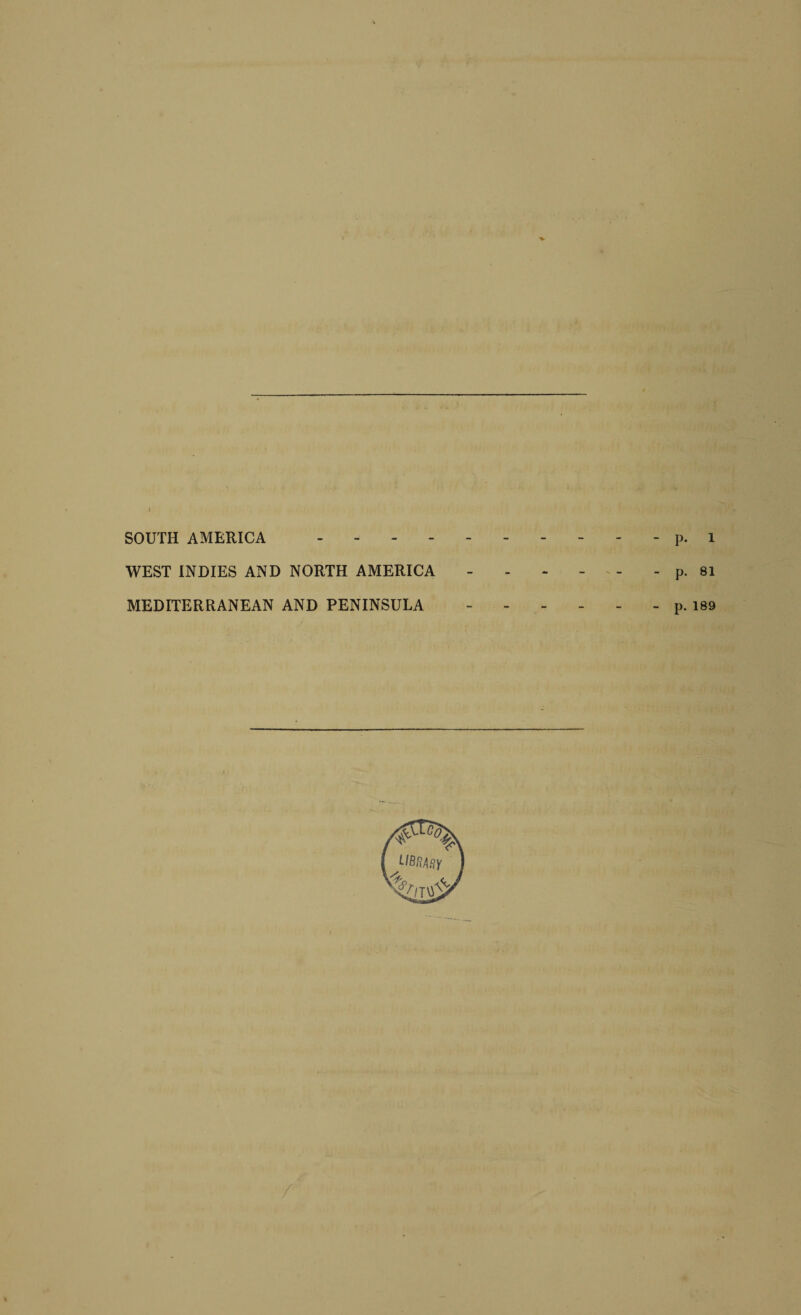 SOUTH AMERICA - - - - - - - - - - p. 1
WEST INDIES AND NORTH AMERICA - - - - - - p. 81
MEDITERRANEAN AND PENINSULA - - - - - - p. 189
LIBRARY